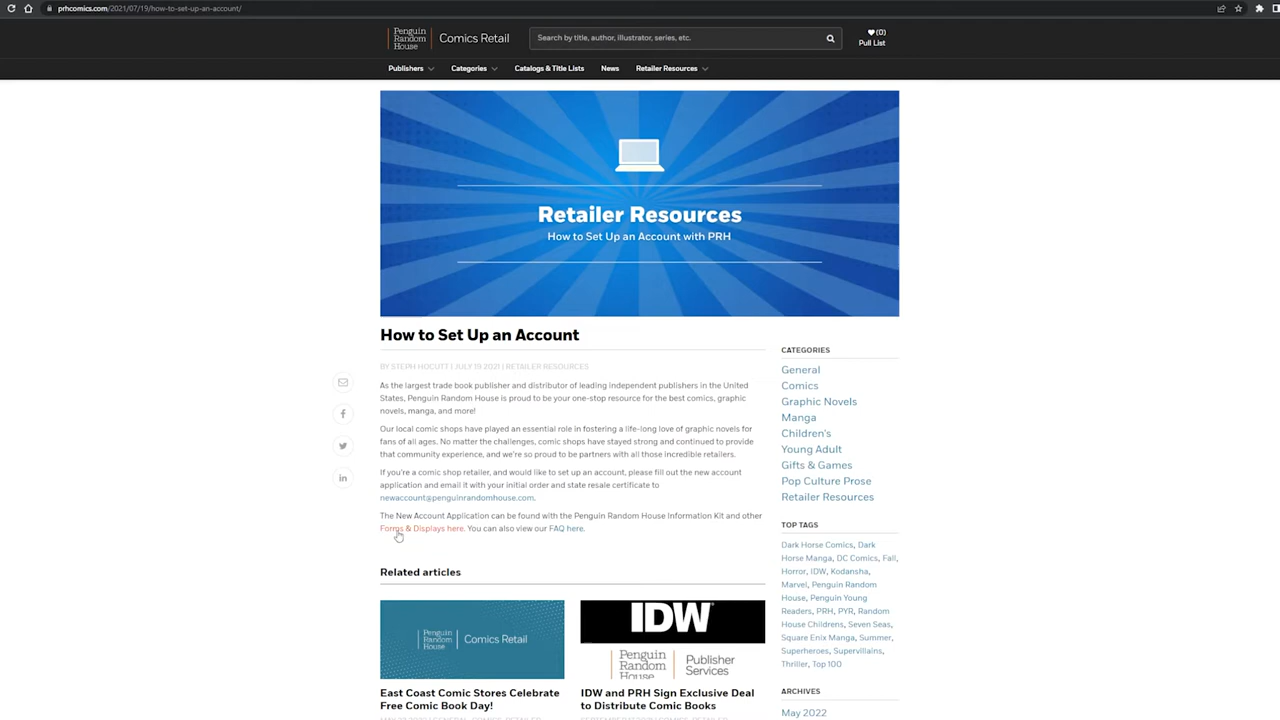 prhcomics.com/2021/07/19/how-to-set-up-an-account/
Penguin
Random
House
Comics Retail
Search by title, author, illustrator, series, etc.
(0)
Pull List
Publishers
Categories
Catalogs & Title Lists
News
Retailer Resources
Retailer Resources
How to Set Up an Account with PRH
How to Set Up an Account
BY STEPH HOCUTT | JULY 19 2021 | RETAILER RESOURCES
As the largest trade book publisher and distributor of leading independent publishers in the United
States, Penguin Random House is proud to be your one-stop resource for the best comics, graphic
novels, manga, and more!
Our local comic shops have played an essential role in fostering a life-long love of graphic novels for
fans of all ages. No matter the challenges, comic shops have stayed strong and continued to provide
that community experience, and we're so proud to be partners with all those incredible retailers.
If you're a comic shop retailer, and would like to set up an account, please fill out the new account
application and email it with your initial order and state resale certificate to
newaccount@penguinrandomhouse.com.
The New Account Application can be found with the Penguin Random House Information Kit and other
Forms & Displays here. You can also view our FAQ here.
Related articles
Penguin
Random
House
Comics Retail
East Coast Comic Stores Celebrate
Free Comic Book Day!
IDW
Penguin
Random
House
Publisher
Services
IDW and PRH Sign Exclusive Deal
to Distribute Comic Books
CATEGORIES
General
Comics
Graphic Novels
Manga
Children's
Young Adult
Gifts & Games
Pop Culture Prose
Retailer Resources
TOP TAGS
Dark Horse Comics, Dark
Horse Manga, DC Comics, Fall,
Horror, IDW, Kodansha,
Marvel, Penguin Random
House, Penguin Young
Readers, PRH, PYR, Random
House Childrens, Seven Seas,
Square Enix Manga, Summer,
Superheroes, Supervillains,
Thriller, Top 100
ARCHIVES
May 2022